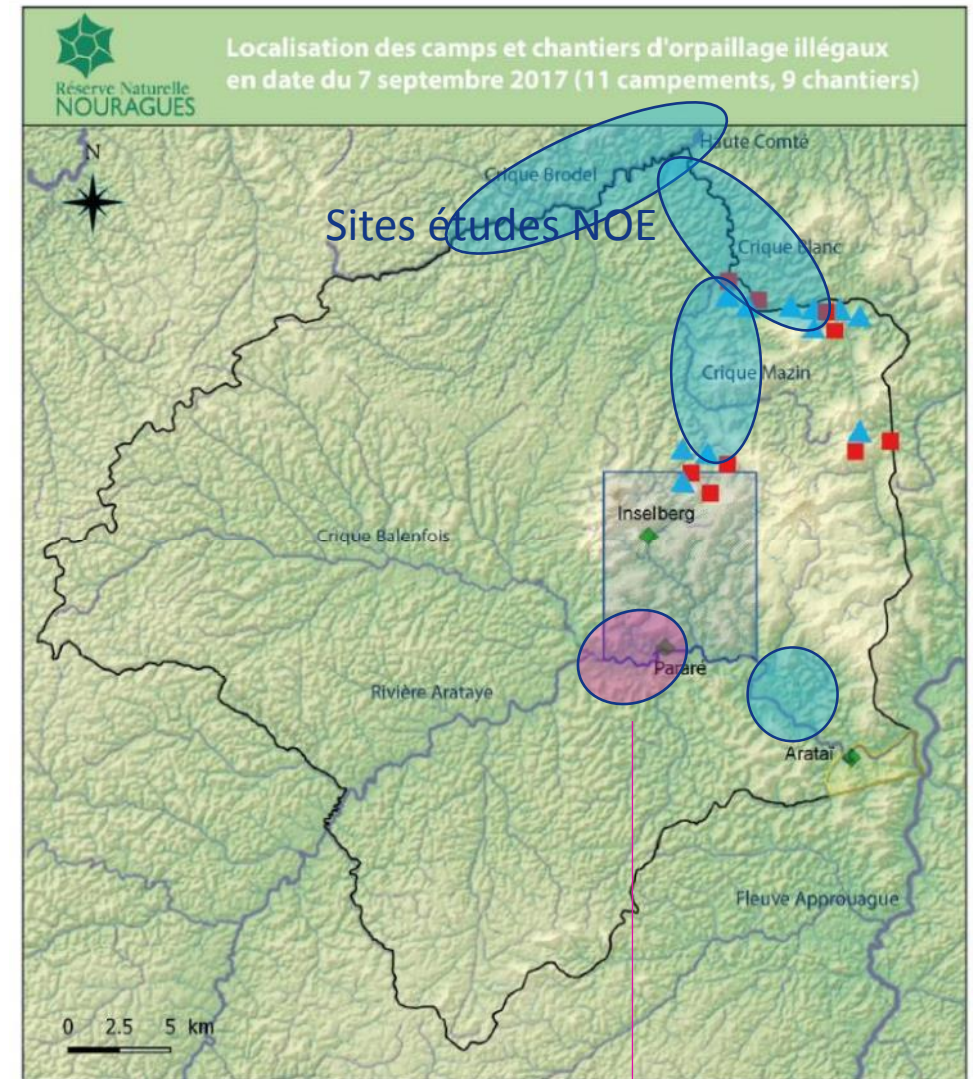 Réserve Naturelle
NOURAGUES
Localisation des camps et chantiers d'orpaillage illégaux
en date du 7 septembre 2017 (11 campements, 9 chantiers)
N
Haute Comté
Crique Brodel
Sites études NOE
Crique Blanc
Crique Mazin
Inselberg
Crique Balenfois
Pararé
Rivière Arataye
Arataï
Fleuve Approuague
0 2.5 5 km